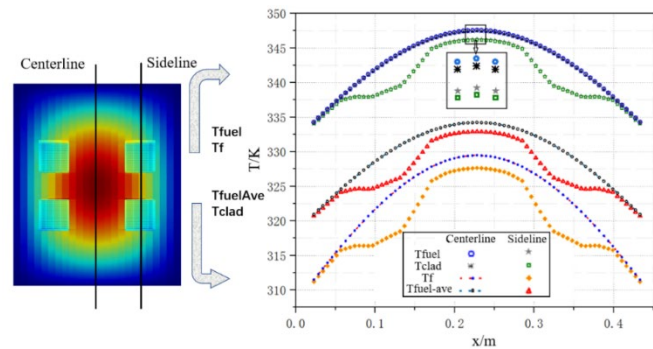 Centerline Sideline
Tfuel
Tf
TfuelAve
Tclad
T/K
350
345
340
335
330
325
320
315
310
Centerline Sideline
Tfuel
Tclad
Tf
Tfuel-ave
0.0 0.1 0.2 0.3 0.4
x/m